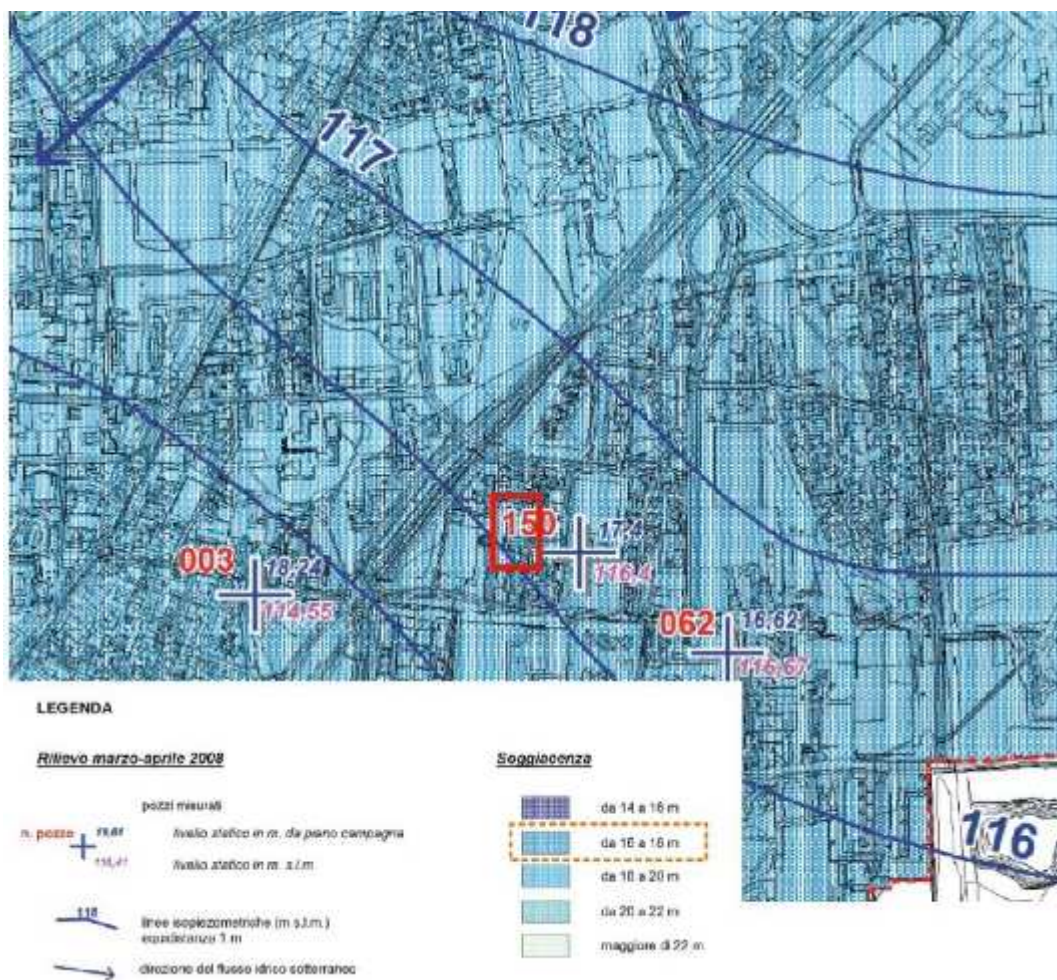 118
117
150
17,4
116,4
003
18,24
114,55
062
16,62
116,67
116
LEGENDA
Rilievo marzo-aprile 2008
pozzi misurati
n. pozzo
livello statico in m. da piano campagna
livello statico in m. s.l.m
118
linee isopiezometriche (m s.l.m.)
equidistanza 1 m
direzione del flusso idrico sotterraneo
Soggiacenza
da 14 a 16 m
da 16 a 18 m
da 18 a 20 m
da 20 a 22 m
maggiore di 22 m